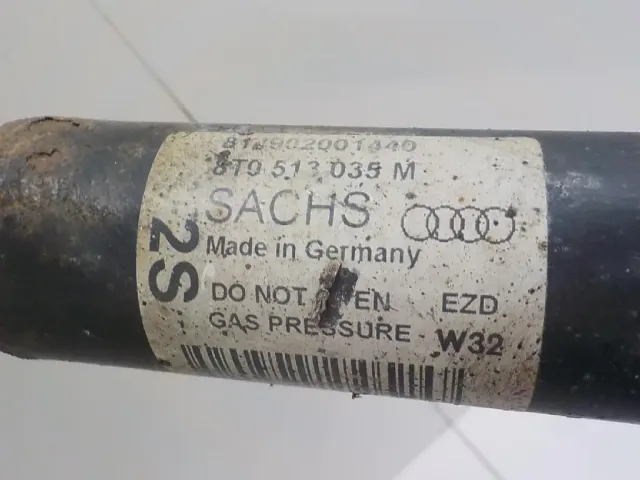 8T0 513 035 M
SACHS
Made in Germany
2S
DO NOT EZD
GAS PRESSURE W32